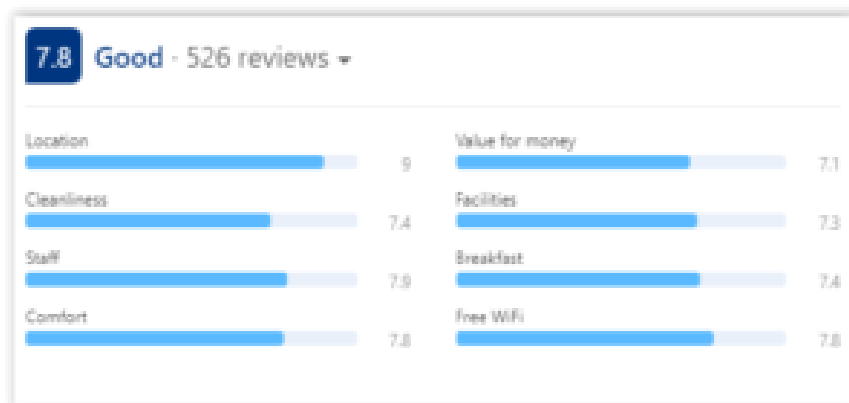 7.8 Good · 526 reviews
Location 9
Value for money 7.1
Cleanliness 7.4
Facilities 7.3
Staff 7.9
Breakfast 7.4
Comfort 7.8
Free WiFi 7.8